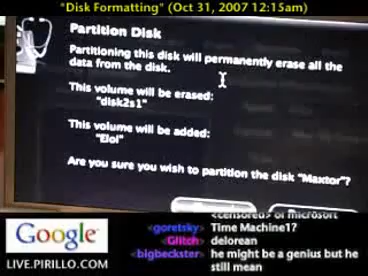 "Disk Formatting" (Oct 31, 2007 12:15am)
Partition Disk
Partitioning this disk will permanently erase all the
data from the disk.
This volume will be erased:
"disk2s1"
This volume will be added:
"Eloi"
Are you sure you wish to partition the disk "Maxtor"?
Google
LIVE.PIRILLO.COM
<censored> of microsoft
<goretsky> Time Machine1?
<Glitch> delorean
<bigbeckster> he might be a genius but he
still mean